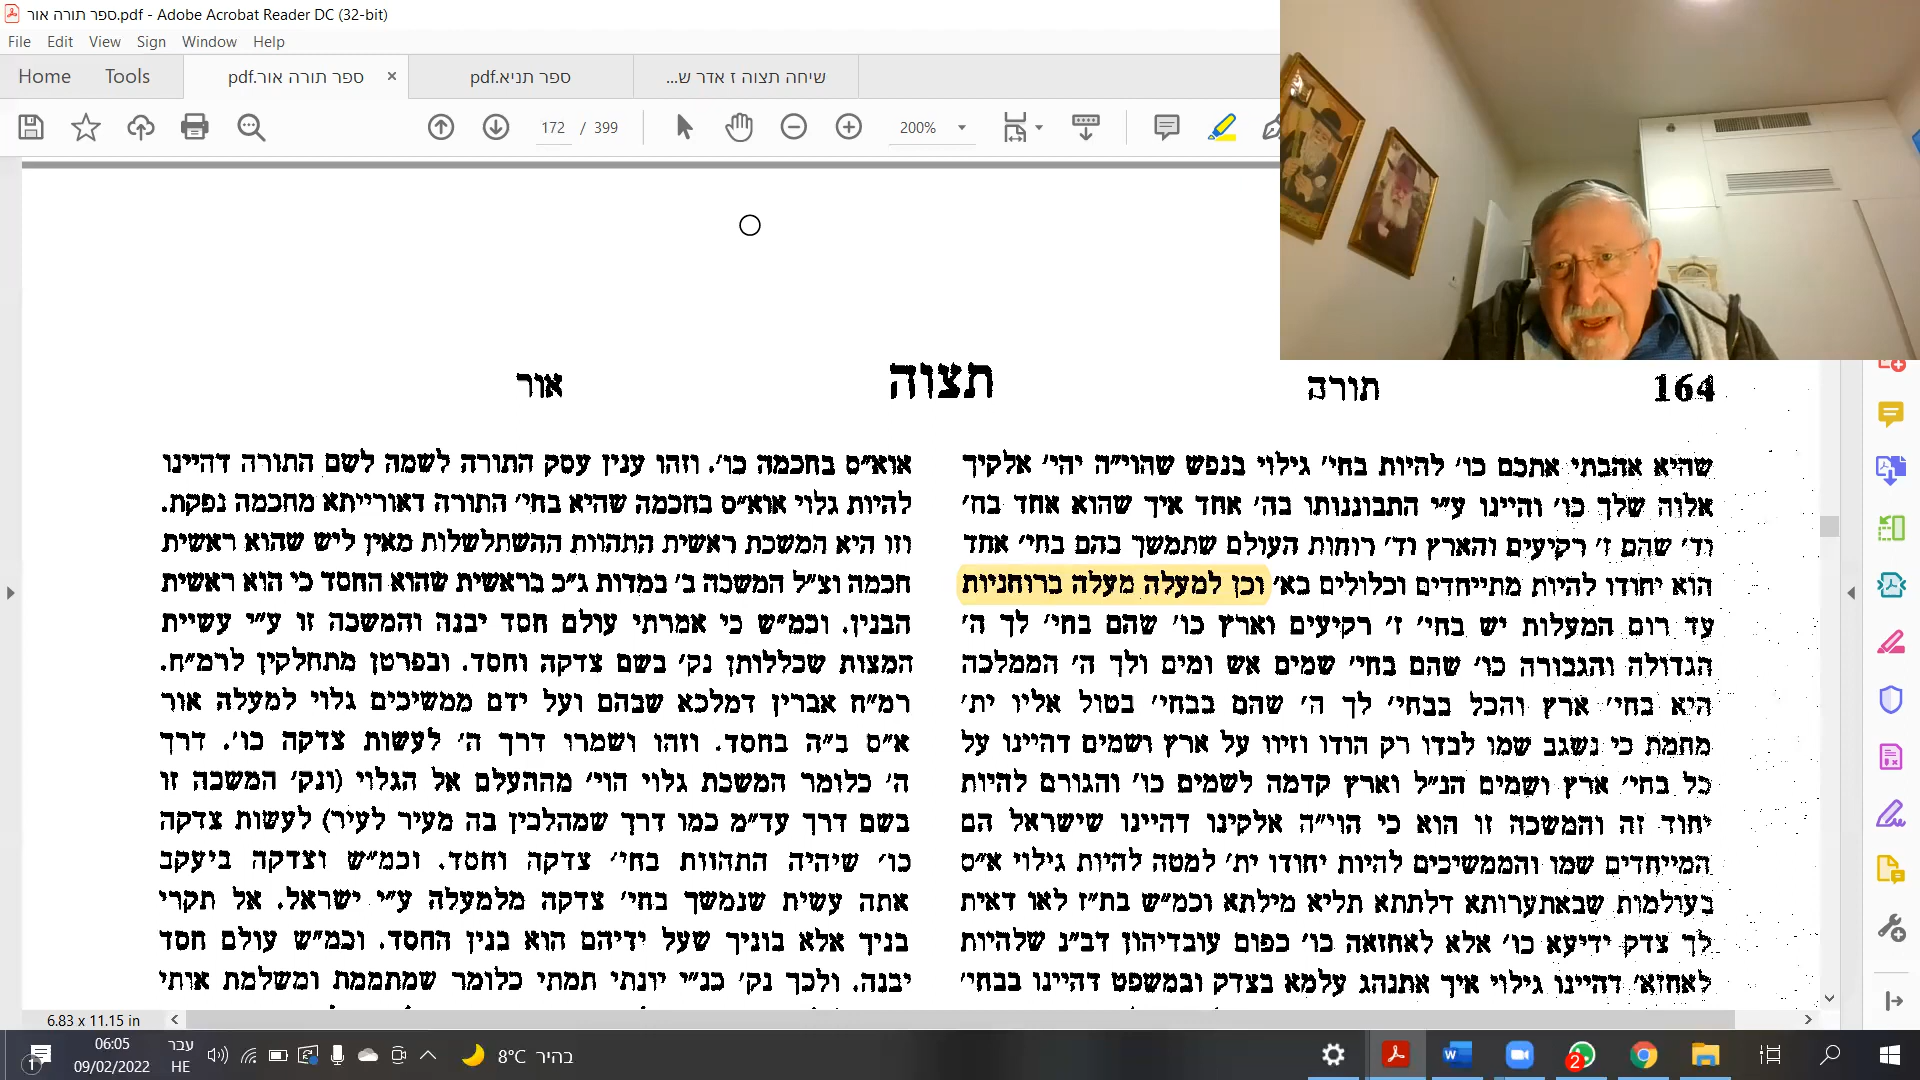 ספר תורה אור.pdf - Adobe Acrobat Reader DC (32-bit)
File Edit View Sign Window Help
Home Tools ספר תורה אור.pdf × ספר תניא.pdf שיחה תצוה ז אדר ש...
172 / 399 200%
164 תורה תצוה אור
שהיא אהבתי אתכם כו׳ להיות בחי׳ גילוי בנפש שהוי״ה יהי׳ אלקיך
אלוה שלך כו׳ והיינו ע״י התבוננותו בה׳ אחד איך שהוא אחד בח׳
וד׳ שהם ז׳ רקיעים והארץ וד׳ רוחות העולם שתמשך בהם בחי׳ אחד
הוא יחודו להיות מתייחדים וכלולים בא׳ וכן למעלה מעלה ברוחניות
עד רום המעלות יש בחי׳ ז׳ רקיעים וארץ כו׳ שהם בחי׳ לך ה׳
הגדולה והגבורה כו׳ שהם בחי׳ שמים אש ומים ולך ה׳ הממלכה
היא בחי׳ ארץ והכל בבחי׳ לך ה׳ שהם בבחי׳ בטול אליו ית׳
מחמת כי נשגב שמו לבדו רק הודו וזיוו על ארץ ושמים דהיינו על
כל בחי׳ ארץ ושמים הנ״ל וארץ קדמה לשמים כו׳ והגורם להיות
יחוד זה והמשכה זו הוא כי הוי״ה אלקינו דהיינו שישראל הם
המייחדים שמו והממשיכים להיות יחודו ית׳ למטה להיות גילוי א״ס
בעולמות שבאתערותא דלתתא תליא מילתא וכמ״ש בת״ז לאו דאית
לך צדק ידיעא כו׳ אלא לאחזאה כו׳ כפום עובדיהון דב״נ שלהיות
לאחזא׳ דהיינו גילוי איך אתנהג עלמא בצדק ובמשפט דהיינו בבחי׳
אוא״ס בחכמה כו׳. וזהו ענין עסק התורה לשמה לשם התורה דהיינו
להיות גלוי אוא״ס בחכמה שהיא בחי׳ התורה דאורייתא מחכמה נפקת.
וזו היא המשכת ראשית התהוות ההשתלשלות מאין ליש שהוא ראשית
חכמה וצ״ל המשכה ב׳ במדות ג״כ בראשית שהוא החסד כי הוא ראשית
הבנין. וכמ״ש כי אמרתי עולם חסד יבנה והמשכה זו ע״י עשיית
המצות שכללותן נק׳ בשם צדקה וחסד. ובפרטן מתחלקין לרמ״ח.
רמ״ח אברין דמלכא שבהם ועל ידם ממשיכים גלוי למעלה אור
א״ס ב״ה בחסד. וזהו ושמרו דרך ה׳ לעשות צדקה כו׳. דרך
ה׳ כלומר המשכת גלוי הוי׳ מההעלם אל הגלוי (ונק׳ המשכה זו
בשם דרך עד״מ כמו דרך שמהלכין בה מעיר לעיר) לעשות צדקה
כו׳ שיהיה התהוות בחי׳ צדקה וחסד. וכמ״ש וצדקה ביעקב
אתה עשית שנמשך בחי׳ צדקה מלמעלה ע״י ישראל. אל תקרי
בניך אלא בוניך שעל ידיהם הוא בנין החסד. וכמ״ש עולם חסד
יבנה. ולכך נק׳ כנ״י יונתי תמתי כלומר שמתממת ומשלמת אותי
6.83 x 11.15 in
06:05
09/02/2022
עבר
HE
8°C בהיר
1
2